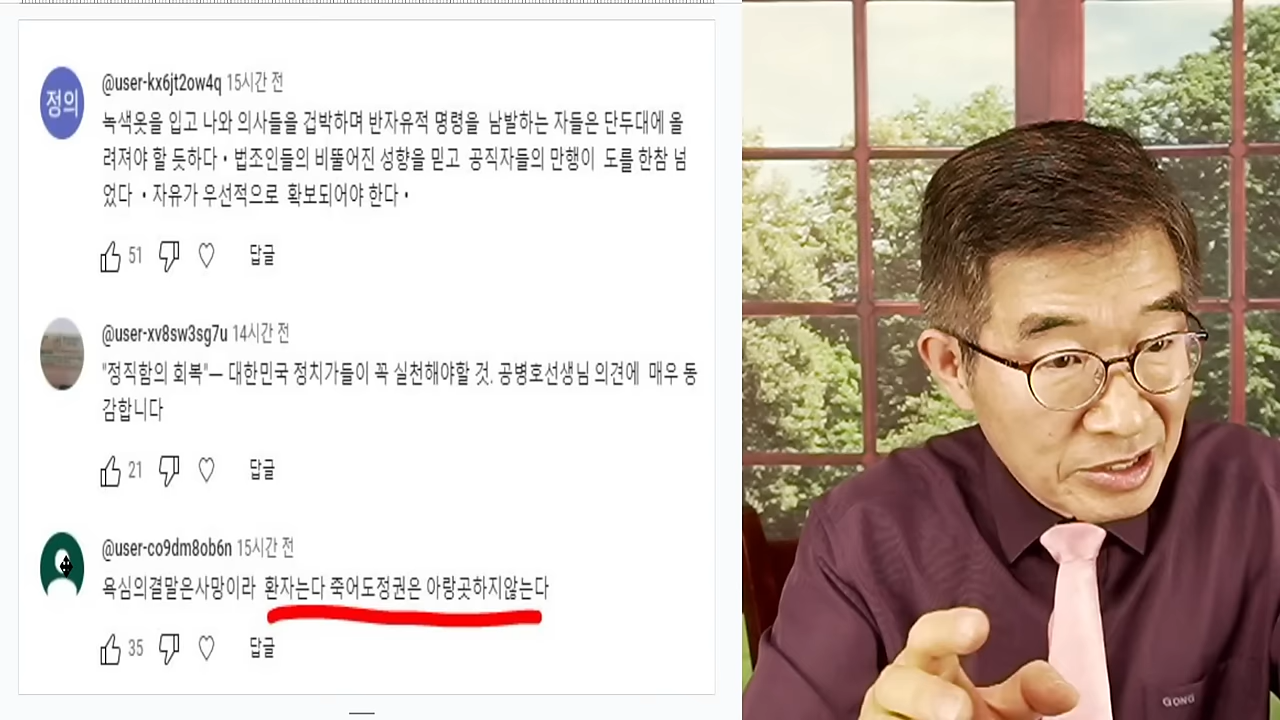 정의
@user-kx6jt2ow4q 15시간 전
녹색옷을 입고 나와 의사들을 겁박하며 반자유적 명령을 남발하는 자들은 단두대에 올
려져야 할 듯하다 · 법조인들의 비뚤어진 성향을 믿고 공직자들의 만행이 도를 한참 넘
었다 · 자유가 우선적으로 확보되어야 한다 ·
51 답글
@user-xv8sw3sg7u 14시간 전
"정직함의 회복"— 대한민국 정치가들이 꼭 실천해야할 것. 공병호선생님 의견에 매우 동
감합니다
21 답글
@user-co9dm8ob6n 15시간 전
욕심의결말은사망이라 환자는다 죽어도정권은 아랑곳하지않는다
35 답글
GONG